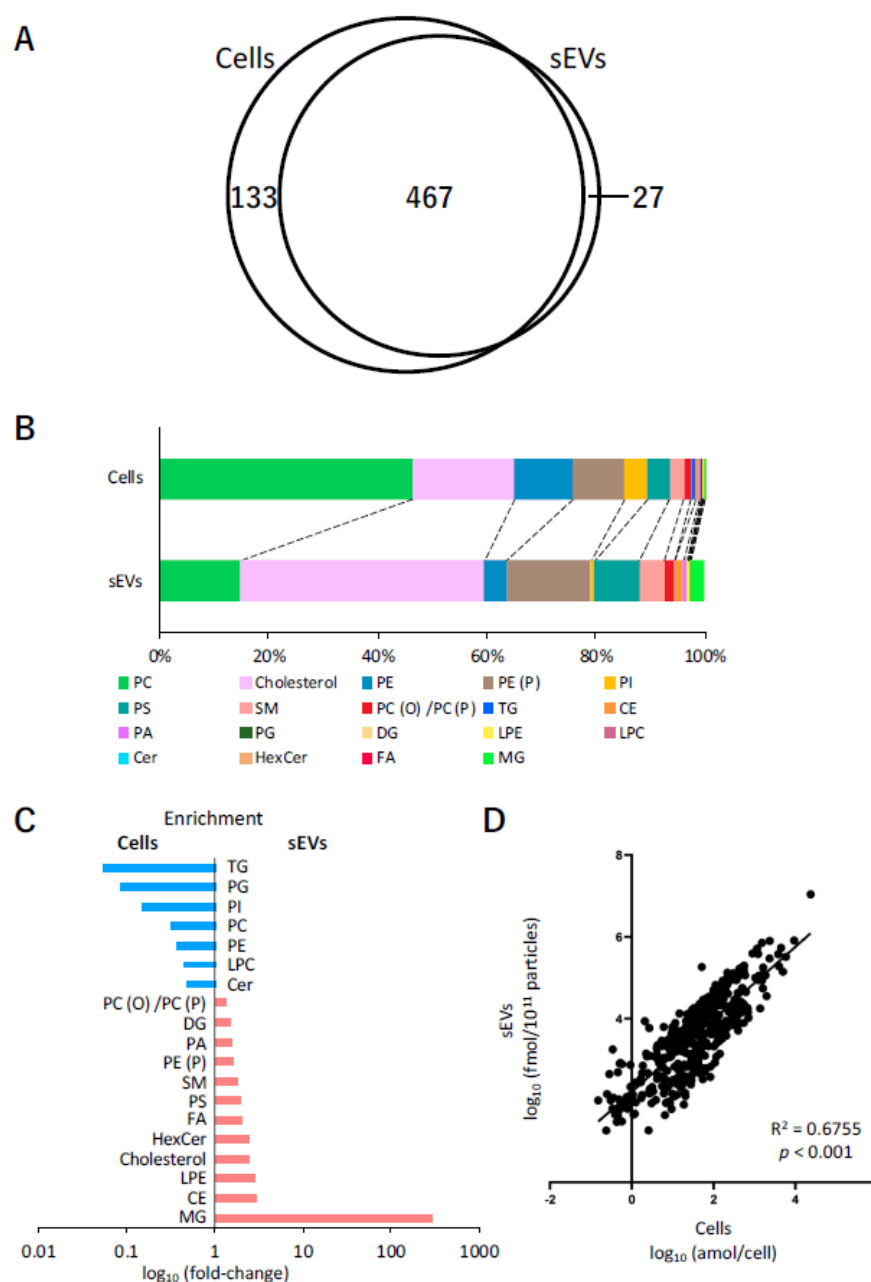 A
Cells
sEVs
133
467
27
B
Cells
sEVs
0% 20% 40% 60% 80% 100%
PC Cholesterol PE PE (P) PI
PS SM PC (O) /PC (P) TG CE
PA PG DG LPE LPC
Cer HexCer FA MG
C
Enrichment
Cells sEVs
TG
PG
PI
PC
PE
LPC
Cer
PC (O) /PC (P)
DG
PA
PE (P)
SM
PS
FA
HexCer
Cholesterol
LPE
CE
MG
0.01 0.1 1 10 100 1000
log₁₀ (fold-change)
D
8
6
4
2
-2 0 2 4
sEVs
log₁₀ (fmol/10¹¹ particles)
R² = 0.6755
p < 0.001
Cells
log₁₀ (amol/cell)